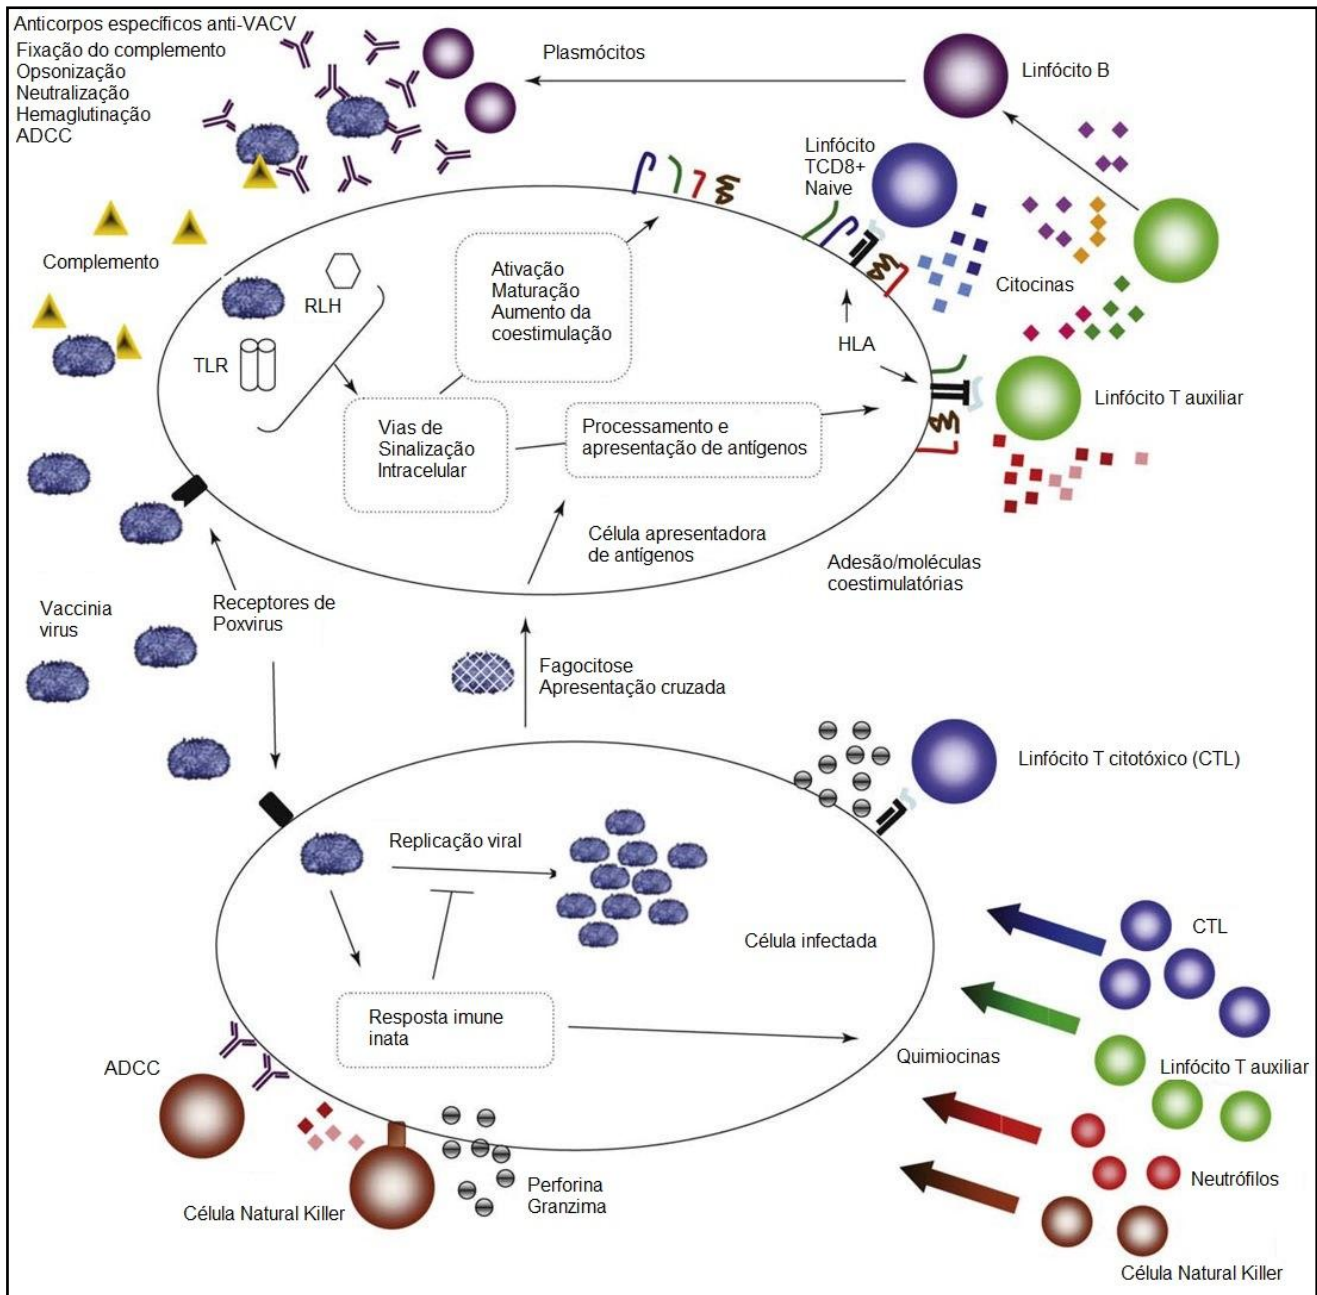 Anticorpos específicos anti-VACV
Fixação do complemento
Opsonização
Neutralização
Hemaglutinação
ADCC
Plasmócitos
Linfócito B
Linfócito
TCD8+
Naive
Complemento
RLH
TLR
Ativação
Maturação
Aumento da
coestimulação
Citocinas
HLA
Linfócito T auxiliar
Vias de
Sinalização
Intracelular
Processamento e
apresentação de antígenos
Célula apresentadora
de antígenos
Adesão/moléculas
coestimulatórias
Vaccinia
virus
Receptores de
Poxvirus
Fagocitose
Apresentação cruzada
Linfócito T citotóxico (CTL)
Replicação viral
Célula infectada
CTL
Resposta imune
inata
Quimiocinas
Linfócito T auxiliar
ADCC
Neutrófilos
Perforina
Granzima
Célula Natural Killer
Célula Natural Killer